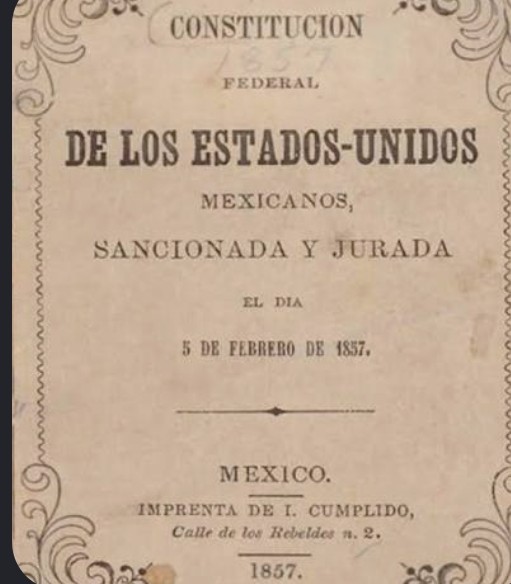 CONSTITUCION
1857
FEDERAL
DE LOS ESTADOS-UNIDOS
MEXICANOS,
SANCIONADA Y JURADA
EL DIA
5 DE FEBRERO DE 1857.
MEXICO.
IMPRENTA DE I. CUMPLIDO,
Calle de los Rebeldes n. 2.
1857.